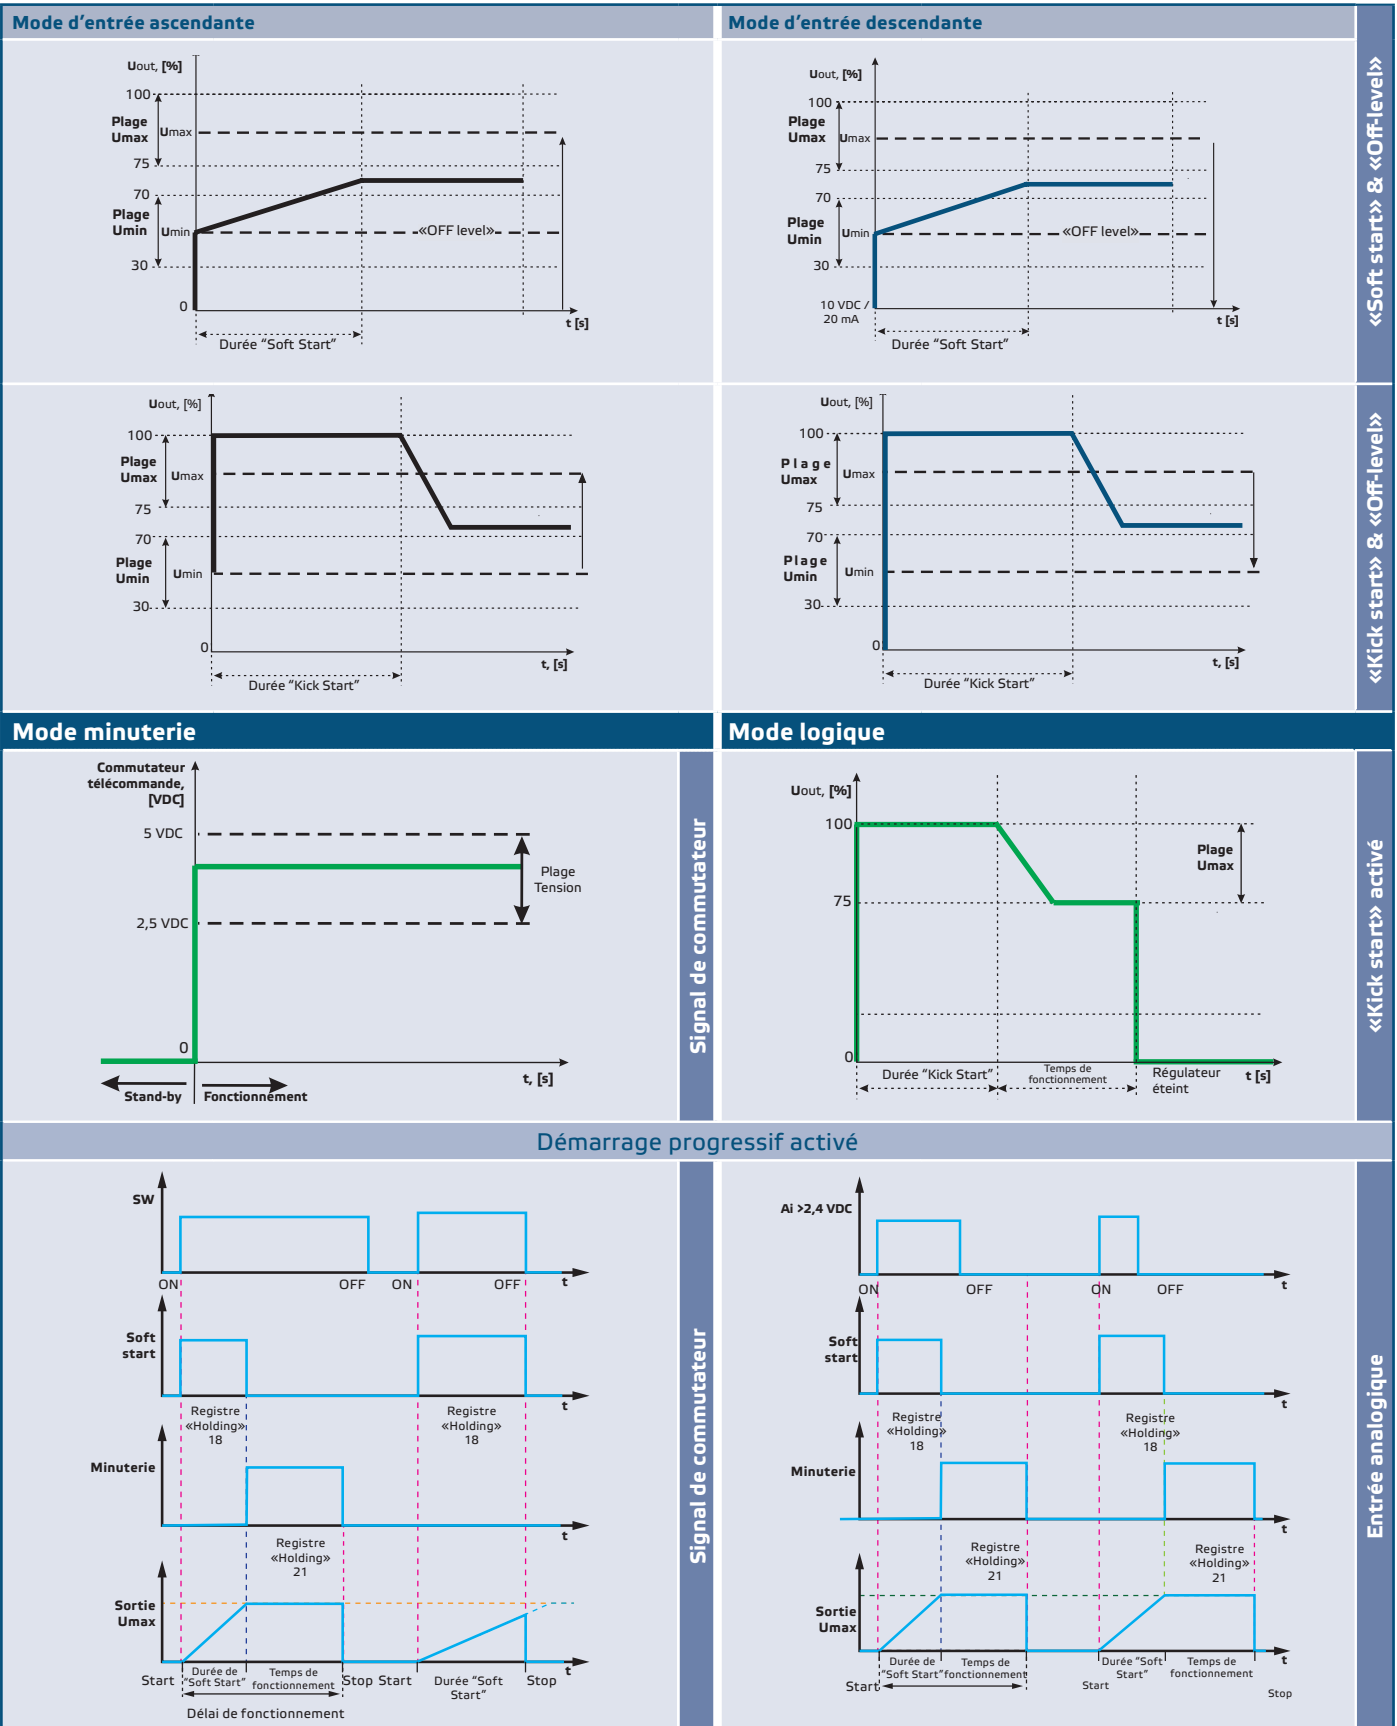 Mode d'entrée ascendante
Mode d'entrée descendante
Uout, [%]
100
Plage
Umax
Umax
75
70
Plage
Umin
Umin
«OFF level»
30
0
t [s]
Durée "Soft Start"
Uout, [%]
100
Plage
Umax
Umax
75
70
Plage
Umin
Umin
«OFF level»
30
10 VDC /
20 mA
t [s]
Durée "Soft Start"
«Soft start» & «Off-level»
Uout, [%]
100
Plage
Umax
Umax
75
70
Plage
Umin
Umin
30
0
t, [s]
Durée "Kick Start"
Uout, [%]
100
Plage
Umax
Umax
75
70
Plage
Umin
Umin
30
0
t, [s]
Durée "Kick Start"
«Kick start» & «Off-level»
Mode minuterie
Mode logique
Commutateur
télécommande,
[VDC]
5 VDC
Plage
Tension
2,5 VDC
0
t, [s]
Stand-by
Fonctionnement
Signal de commutateur
Uout, [%]
100
Plage
Umax
75
0
Durée "Kick Start"
Temps de
fonctionnement
Régulateur
éteint
t [s]
«Kick start» activé
Démarrage progressif activé
SW
ON
OFF
ON
OFF
t
Soft
start
t
Registre
«Holding»
18
Registre
«Holding»
18
Minuterie
t
Registre
«Holding»
21
Sortie
Umax
t
Start
Durée de
"Soft Start"
Temps de
fonctionnement
Stop
Start
Durée "Soft
Start"
Stop
Délai de fonctionnement
Signal de commutateur
Ai >2,4 VDC
ON
OFF
ON
OFF
t
Soft
start
t
Registre
«Holding»
18
Registre
«Holding»
18
Minuterie
t
Registre
«Holding»
21
Registre
«Holding»
21
Sortie
Umax
t
Start
Durée de
"Soft Start"
Temps de
fonctionnement
Start
Durée "Soft
Start"
Temps de
fonctionnement
Stop
Entrée analogique